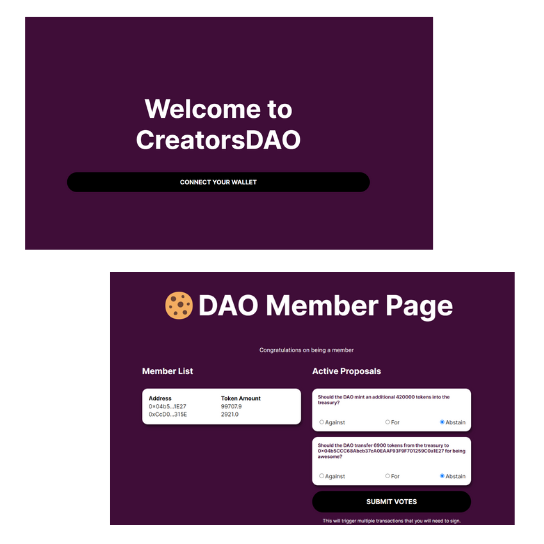 Welcome to
CreatorsDAO
CONNECT YOUR WALLET
DAO Member Page
Congratulations on being a member
Member List
Active Proposals
Address Token Amount
0x04b5...1E27 99707.9
0xCcD0...315E 2921.0
Should the DAO mint an additional 420000 tokens into the
treasury?
Against For Abstain
Should the DAO transfer 6900 tokens from the treasury to
for being
awesome?
Against For Abstain
SUBMIT VOTES
This will trigger multiple transactions that you will need to sign.